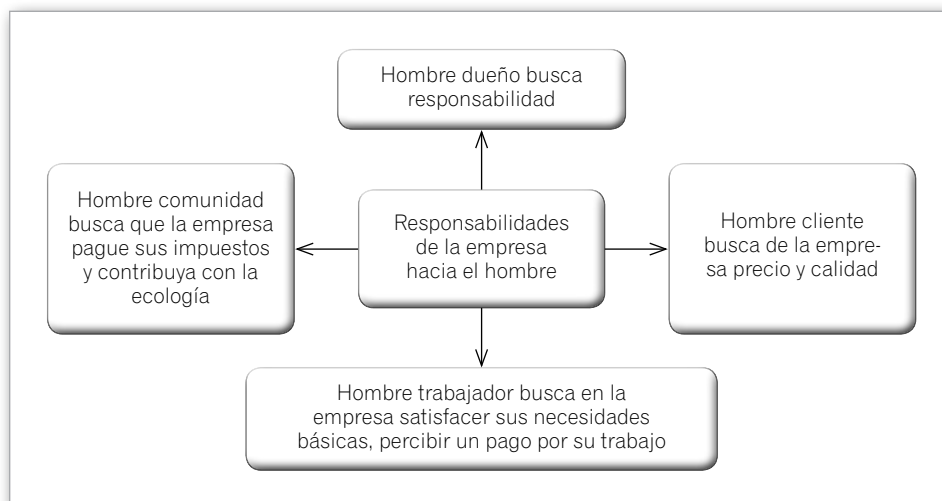 Hombre dueño busca
responsabilidad
Hombre comunidad
busca que la empresa
pague sus impuestos
y contribuya con la
ecología
Responsabilidades
de la empresa
hacia el hombre
Hombre cliente
busca de la empre-
sa precio y calidad
Hombre trabajador busca en la
empresa satisfacer sus necesidades
básicas, percibir un pago por su trabajo